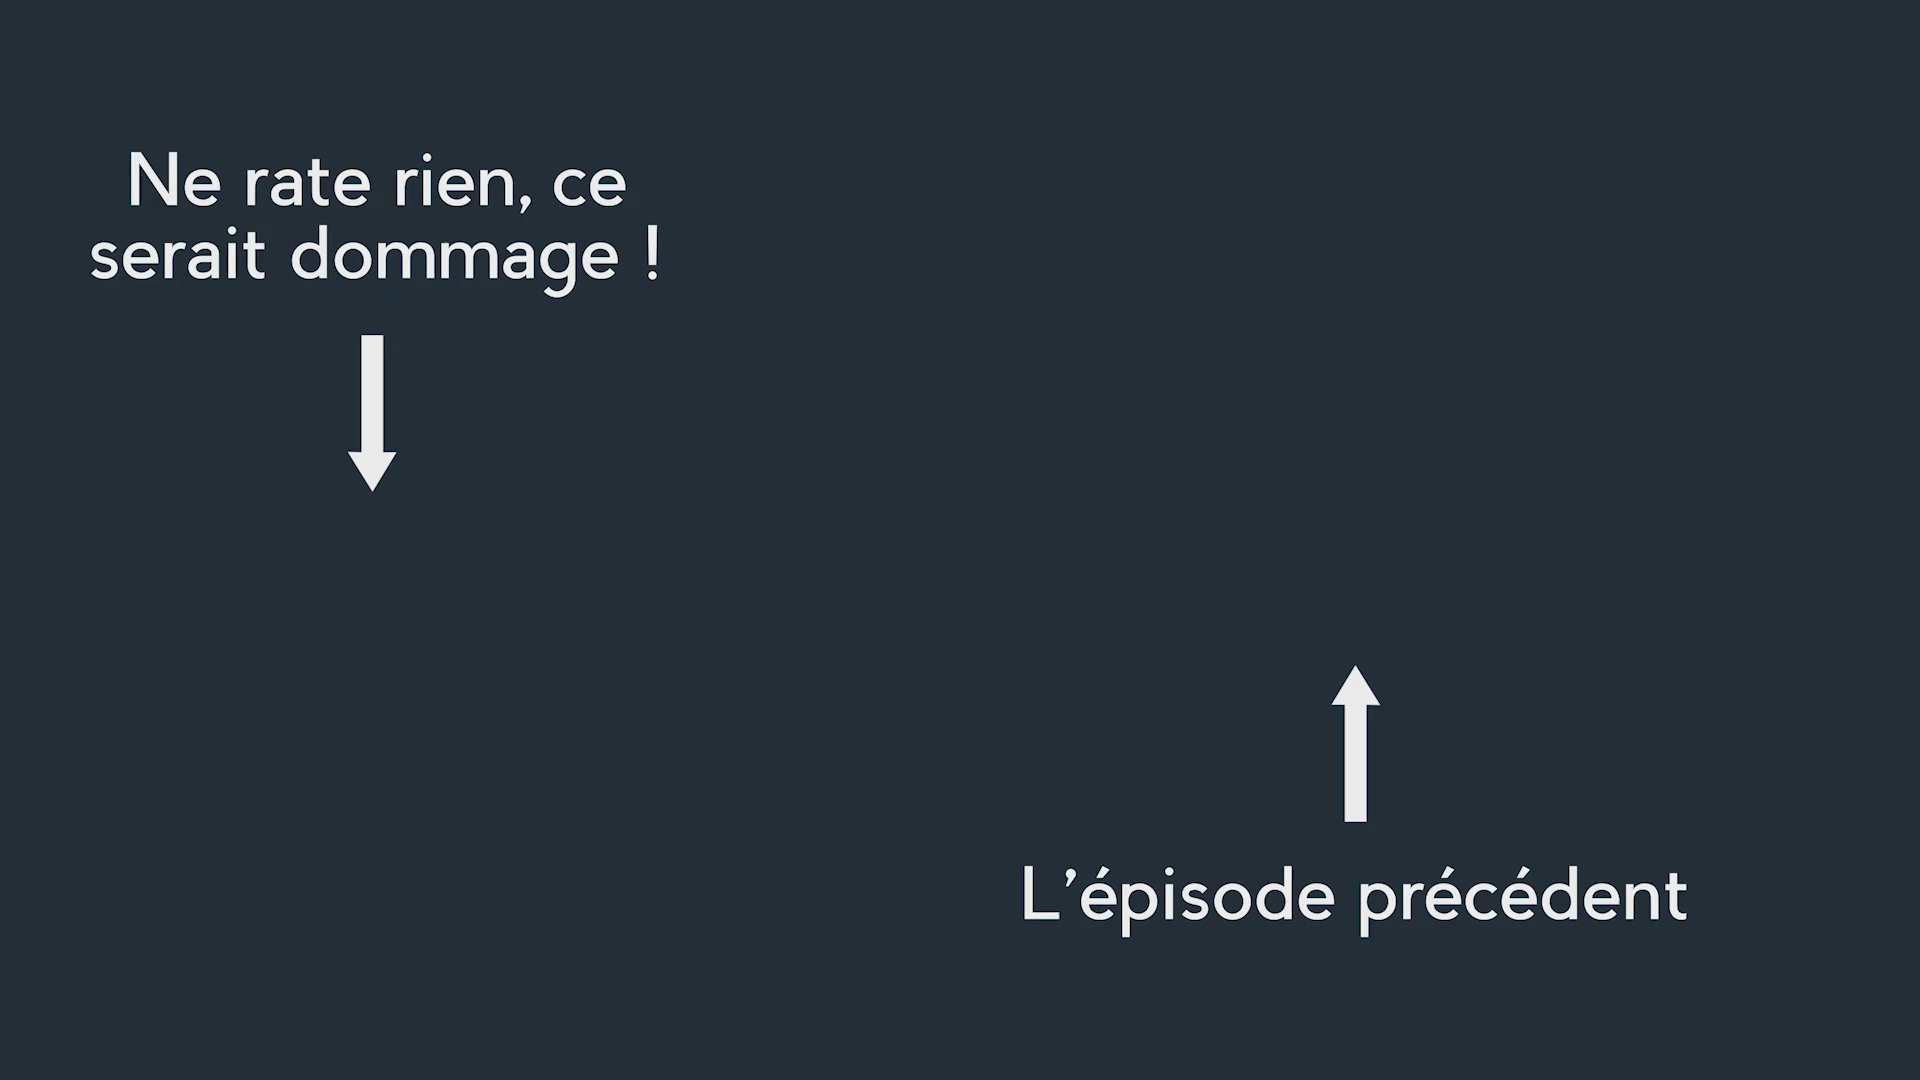 Ne rate rien, ce
serait dommage !
L’épisode précédent